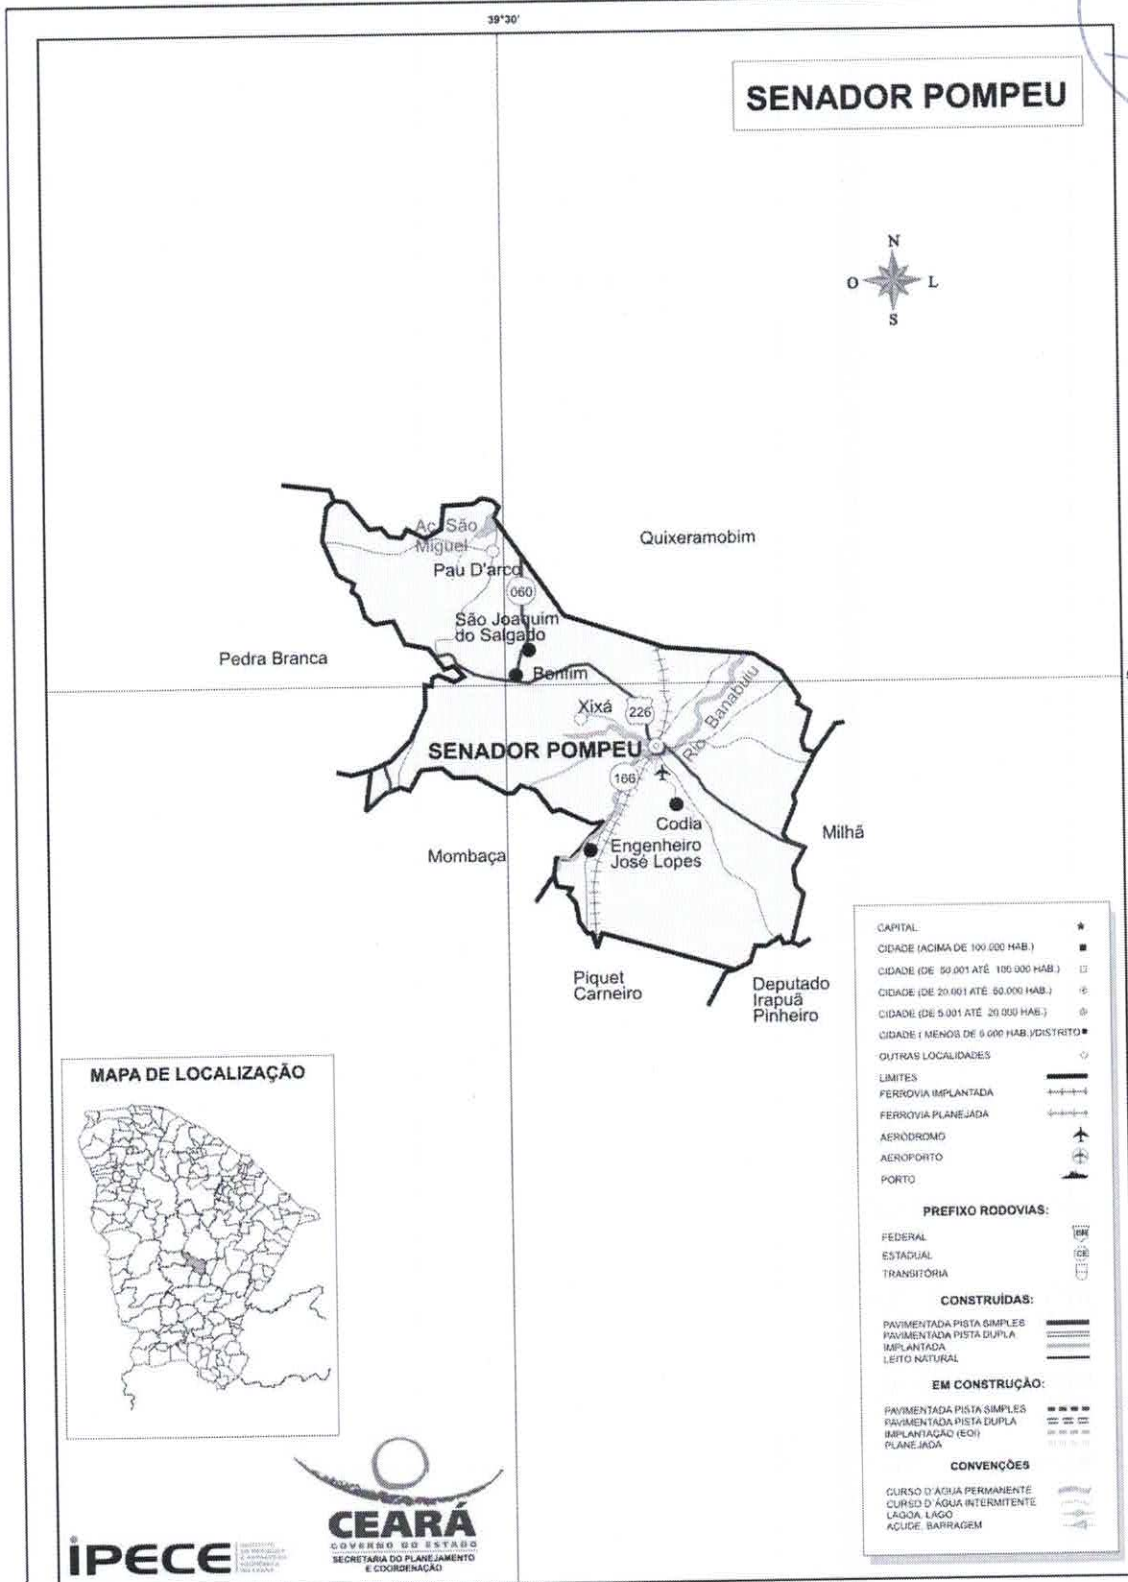 39°30'
SENADOR POMPEU
N
O L
S
Quixeramobim
Aç. São
Miguel
Pau D'arco
060
São Joaquim
do Salgado
Pedra Branca
Bonfim
Xixá
226
Rio Banabuiu
SENADOR POMPEU
166
Codia
Milhã
Engenheiro
José Lopes
Mombaça
Piquet
Carneiro
Deputado
Irapuã
Pinheiro
CAPITAL
CIDADE (ACIMA DE 100.000 HAB.)
CIDADE (DE 50.001 ATÉ 100.000 HAB.)
CIDADE (DE 20.001 ATÉ 50.000 HAB.)
CIDADE (DE 5.001 ATÉ 20.000 HAB.)
CIDADE ( MENOS DE 5.000 HAB.)/DISTRITO
OUTRAS LOCALIDADES
LIMITES
FERROVIA IMPLANTADA
FERROVIA PLANEJADA
AERÓDROMO
AEROPORTO
PORTO
PREFIXO RODOVIAS:
FEDERAL BR
ESTADUAL CE
TRANSITÓRIA
CONSTRUÍDAS:
PAVIMENTADA PISTA SIMPLES
PAVIMENTADA PISTA DUPLA
IMPLANTADA
LEITO NATURAL
EM CONSTRUÇÃO:
PAVIMENTADA PISTA SIMPLES
PAVIMENTADA PISTA DUPLA
IMPLANTAÇÃO (EOI)
PLANEJADA
CONVENÇÕES
CURSO D'ÁGUA PERMANENTE
CURSO D'ÁGUA INTERMITENTE
LAGOA, LAGO
AÇUDE, BARRAGEM
MAPA DE LOCALIZAÇÃO
IPECE
CEARÁ
GOVERNO DO ESTADO
SECRETARIA DO PLANEJAMENTO
E COORDENAÇÃO